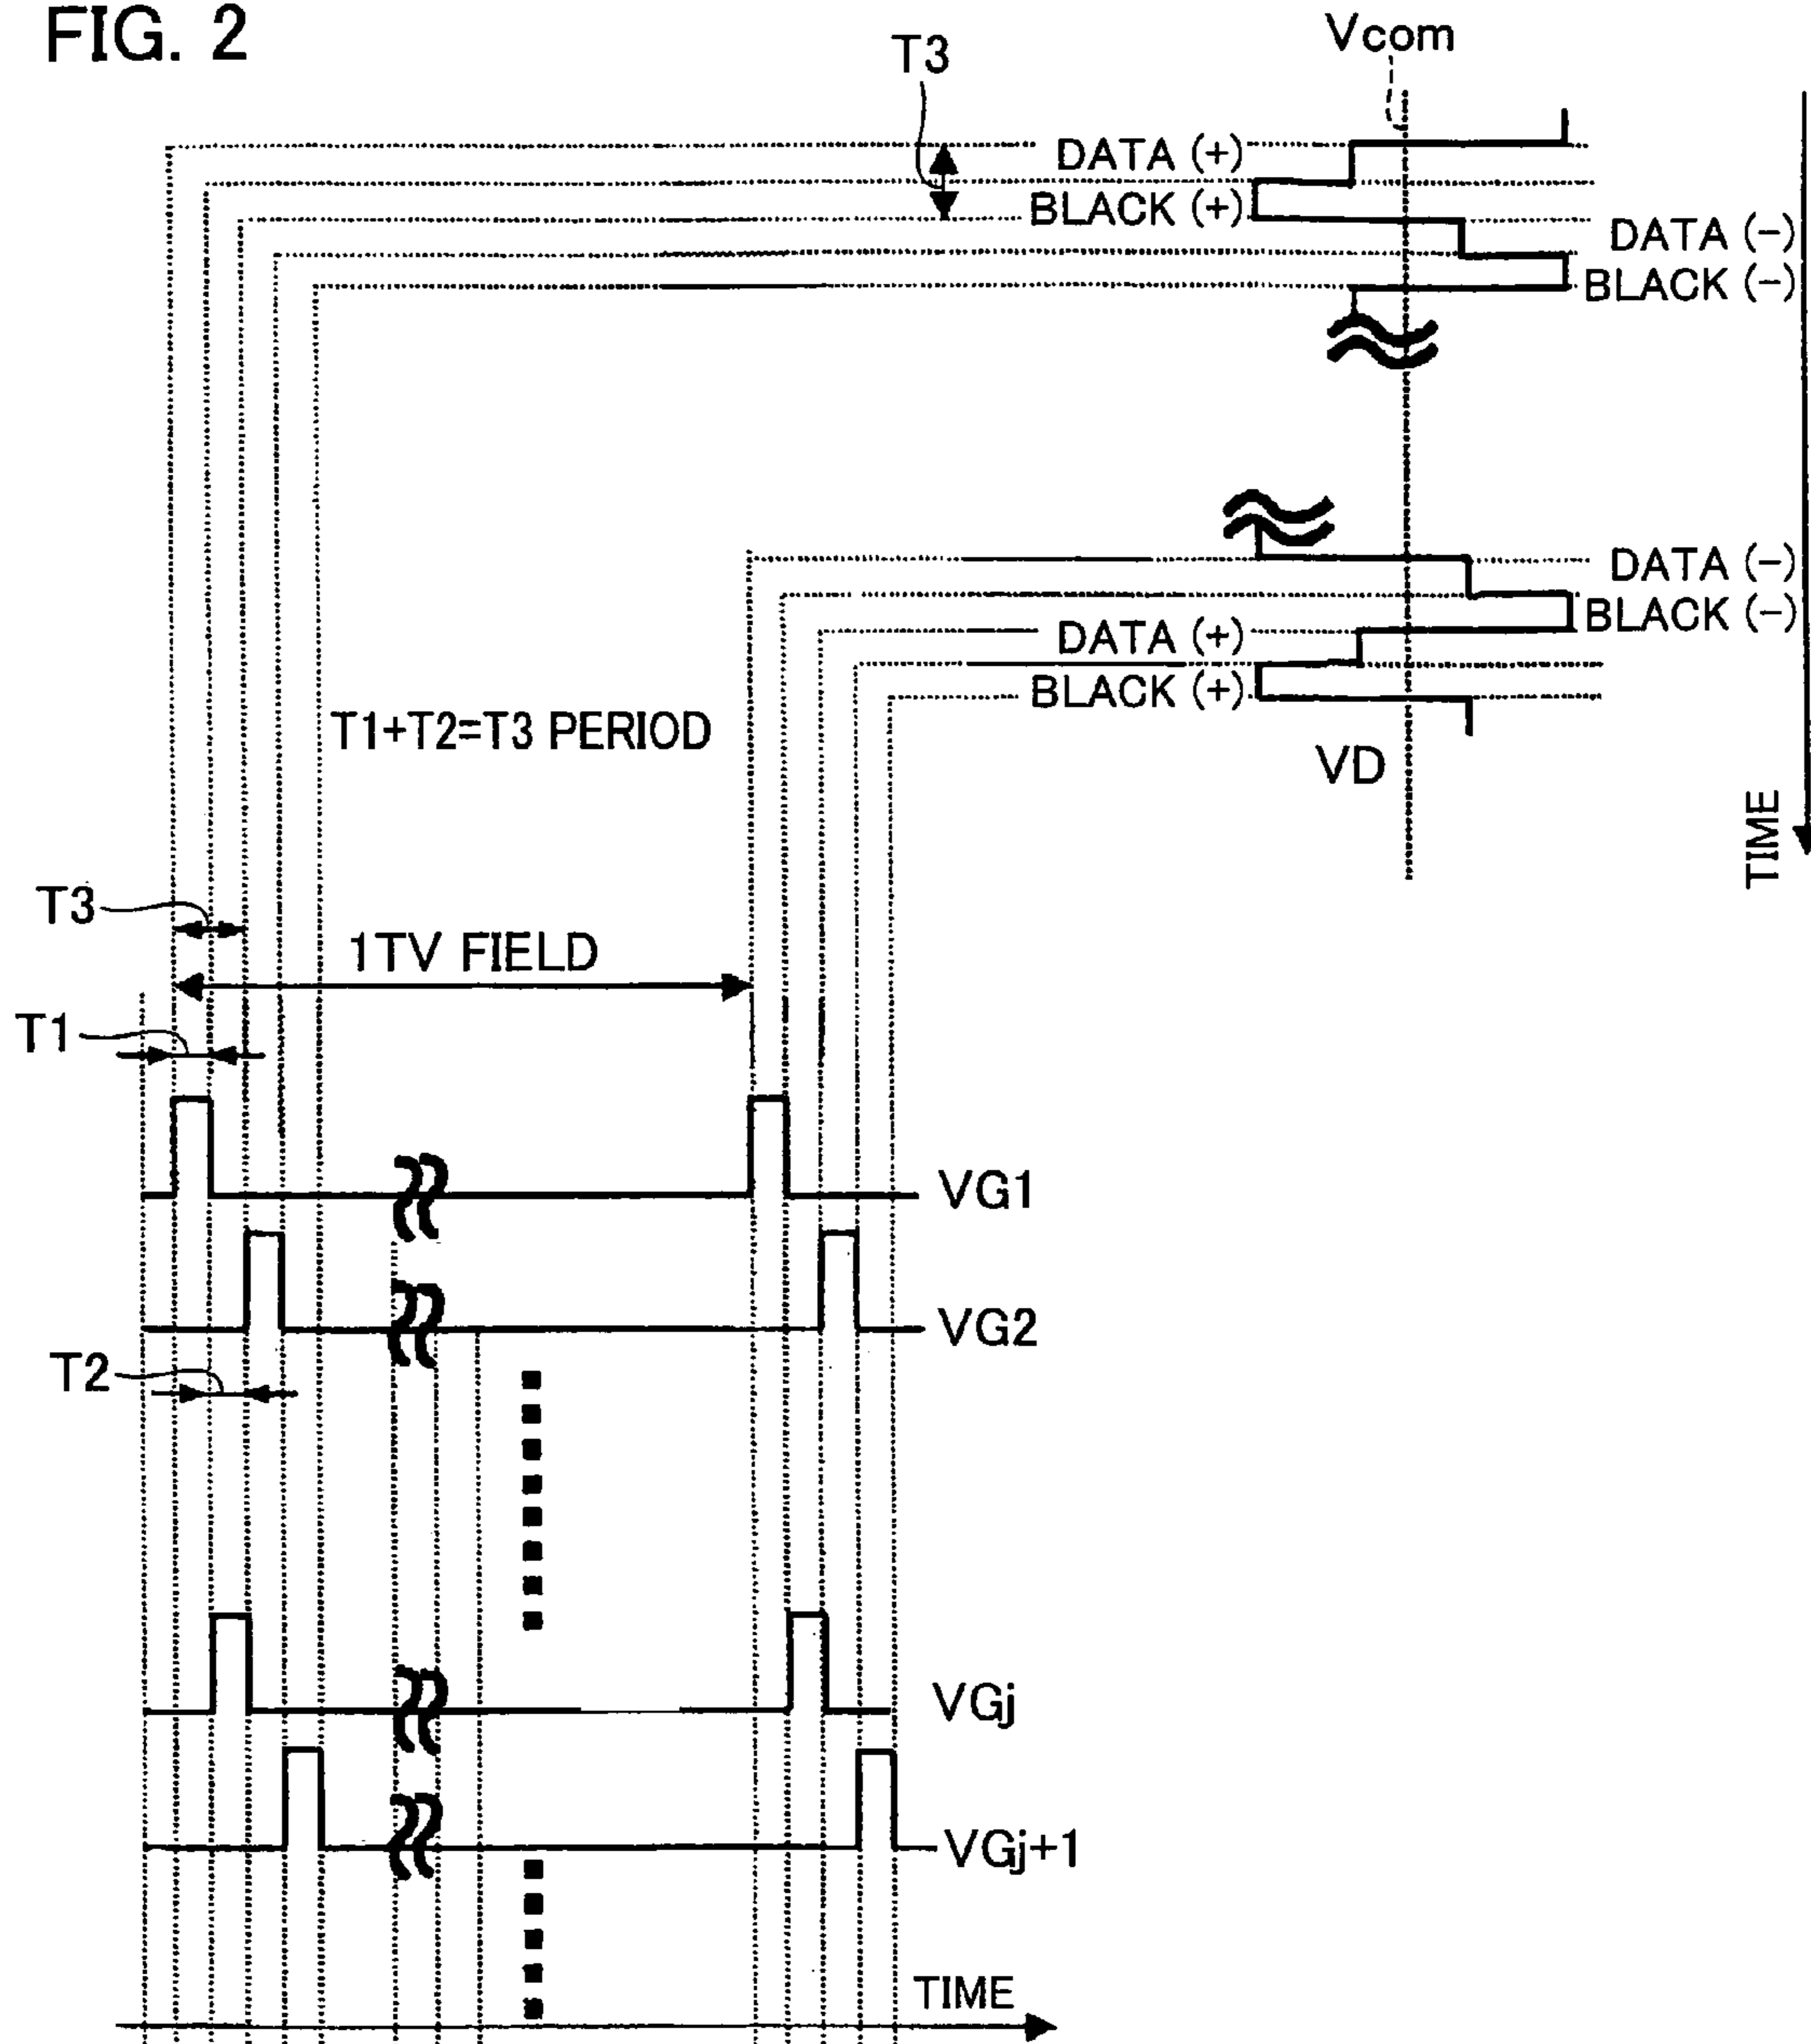 FIG. 2
Vcom
T3
DATA (+)
BLACK (+)
DATA (-)
BLACK (-)
DATA (-)
BLACK (-)
DATA (+)
BLACK (+)
T1+T2=T3 PERIOD
VD
TIME
T3
1TV FIELD
T1
VG1
VG2
T2
VGj
VGj+1
TIME